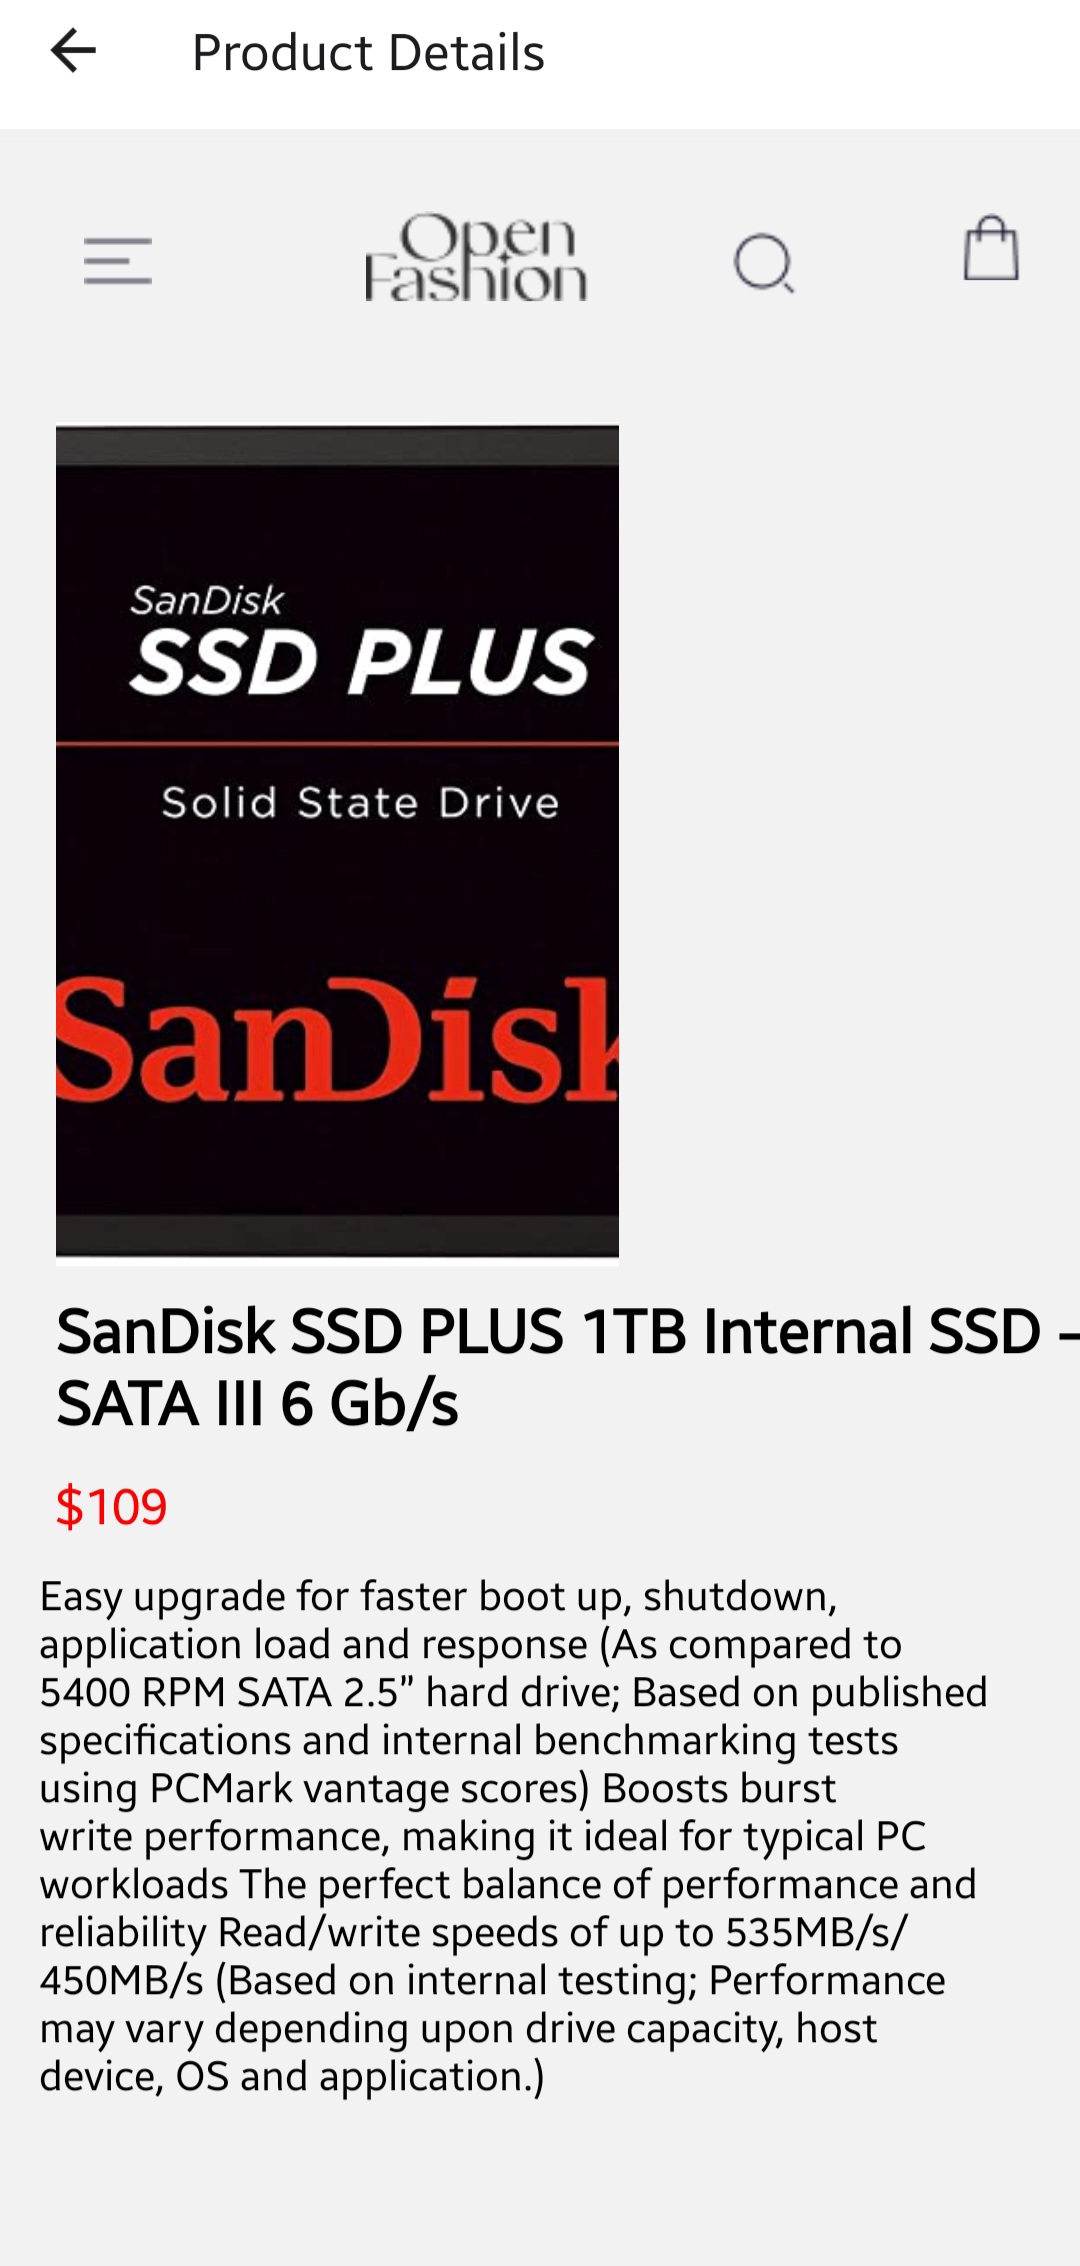 Product Details
Open
Fashion
SanDisk
SSD PLUS
Solid State Drive
SanDisk
SanDisk SSD PLUS 1TB Internal SSD -
SATA III 6 Gb/s
$109
Easy upgrade for faster boot up, shutdown,
application load and response (As compared to
5400 RPM SATA 2.5” hard drive; Based on published
specifications and internal benchmarking tests
using PCMark vantage scores) Boosts burst
write performance, making it ideal for typical PC
workloads The perfect balance of performance and
reliability Read/write speeds of up to 535MB/s/
450MB/s (Based on internal testing; Performance
may vary depending upon drive capacity, host
device, OS and application.)